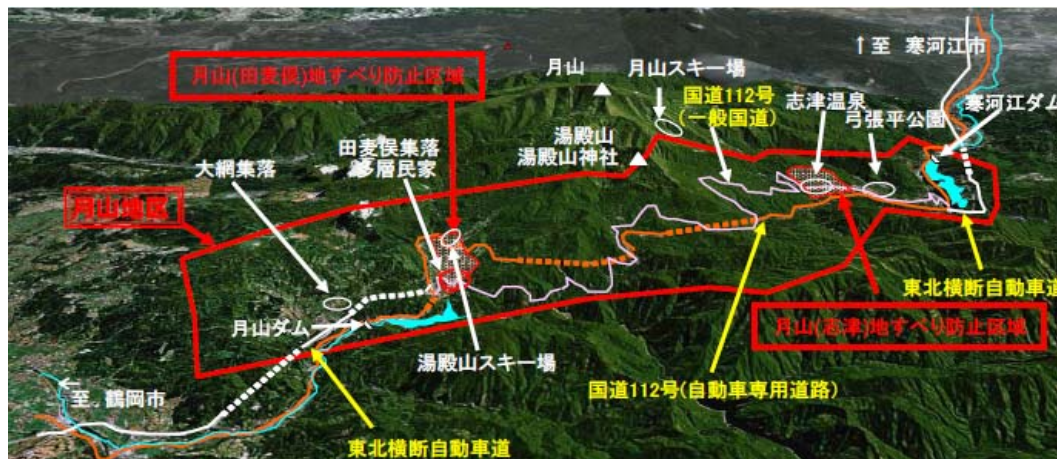 ↑至 寒河江市
月山(田麦俣)地すべり防止区域
月山
月山スキー場
国道112号
(一般国道)
志津温泉
寒河江ダム
弓張平公園
湯殿山
湯殿山神社
田麦俣集落
多層民家
大網集落
月山地区
東北横断自動車道
月山ダム
月山(志津)地すべり防止区域
湯殿山スキー場
国道112号(自動車専用道路)
←
至 鶴岡市
東北横断自動車道